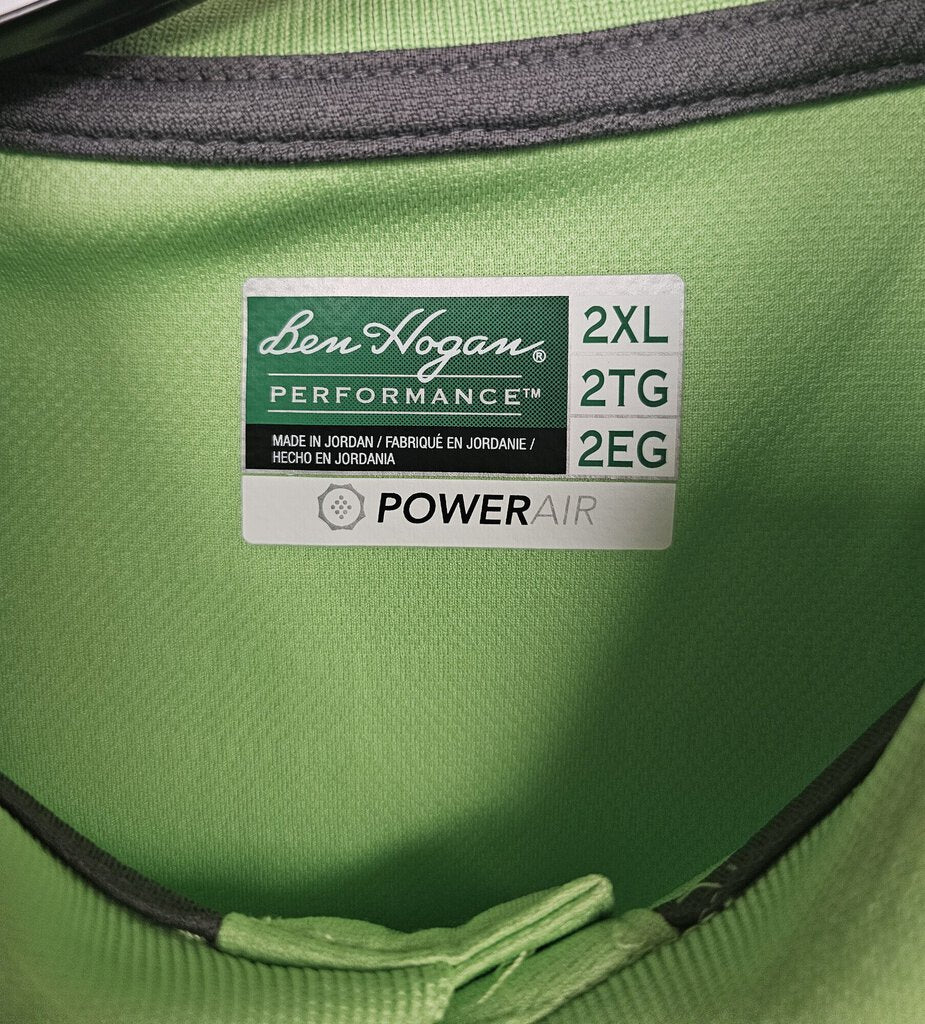 Ben Hogan®
PERFORMANCE™
MADE IN JORDAN / FABRIQUÉ EN JORDANIE /
HECHO EN JORDANIA
2XL
2TG
2EG
POWERAIR